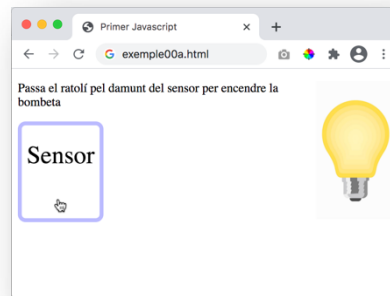 Primer Javascript
exemple00a.html
Passa el ratolí pel damunt del sensor per encendre la
bombeta
Sensor